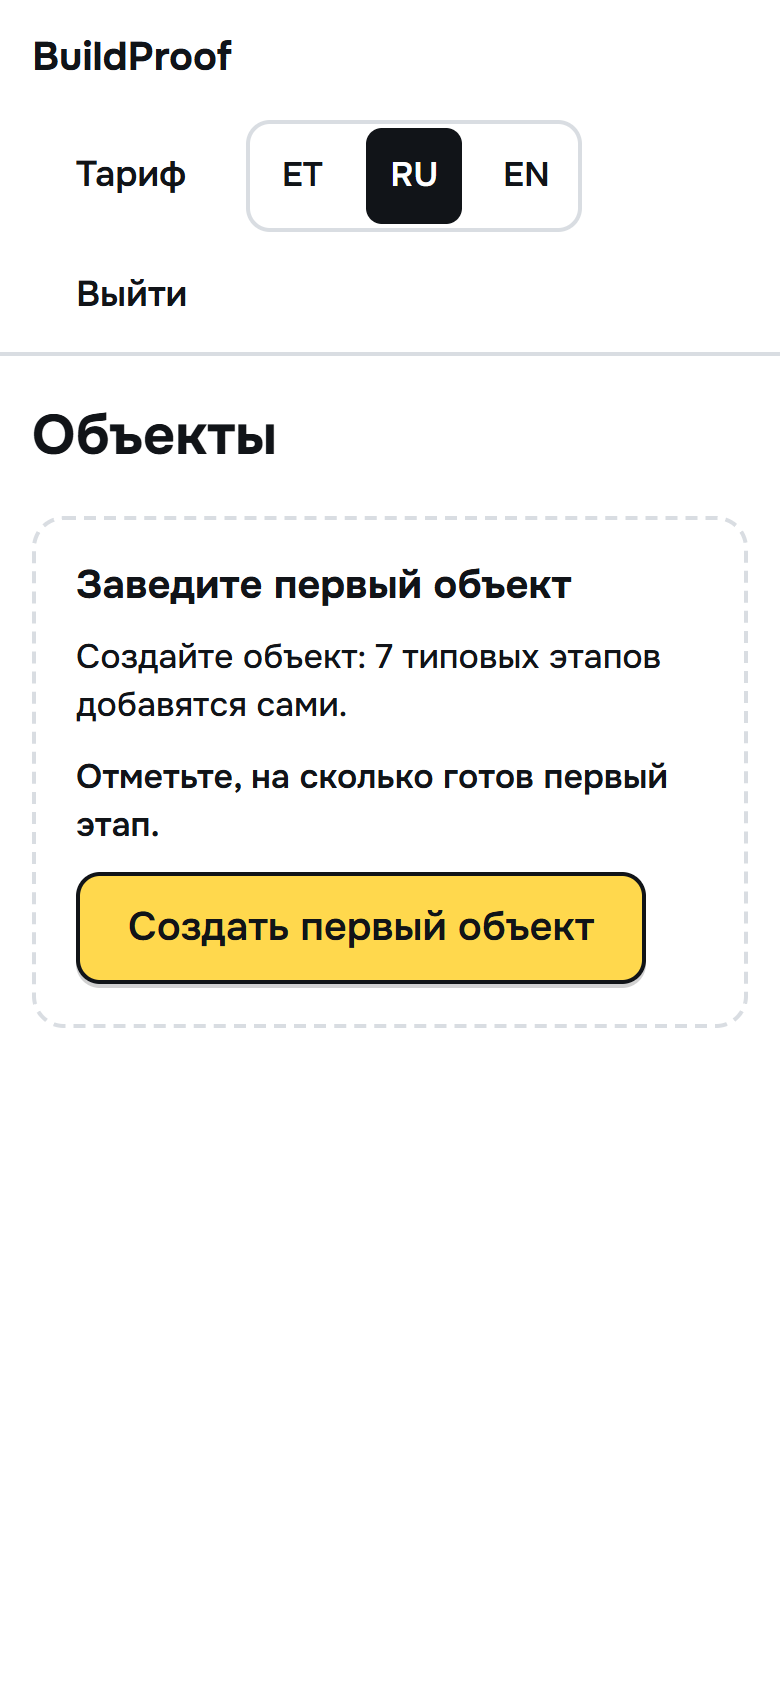 BuildProof
Тариф ET RU EN
Выйти
Объекты
Заведите первый объект
Создайте объект: 7 типовых этапов
добавятся сами.
Отметьте, на сколько готов первый
этап.
Создать первый объект